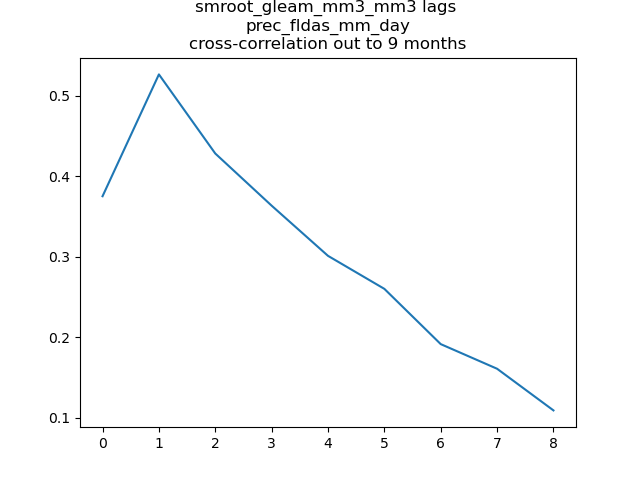 smroot_gleam_mm3_mm3 lags
prec_fldas_mm_day
cross-correlation out to 9 months
0.5
0.4
0.3
0.2
0.1
0 1 2 3 4 5 6 7 8